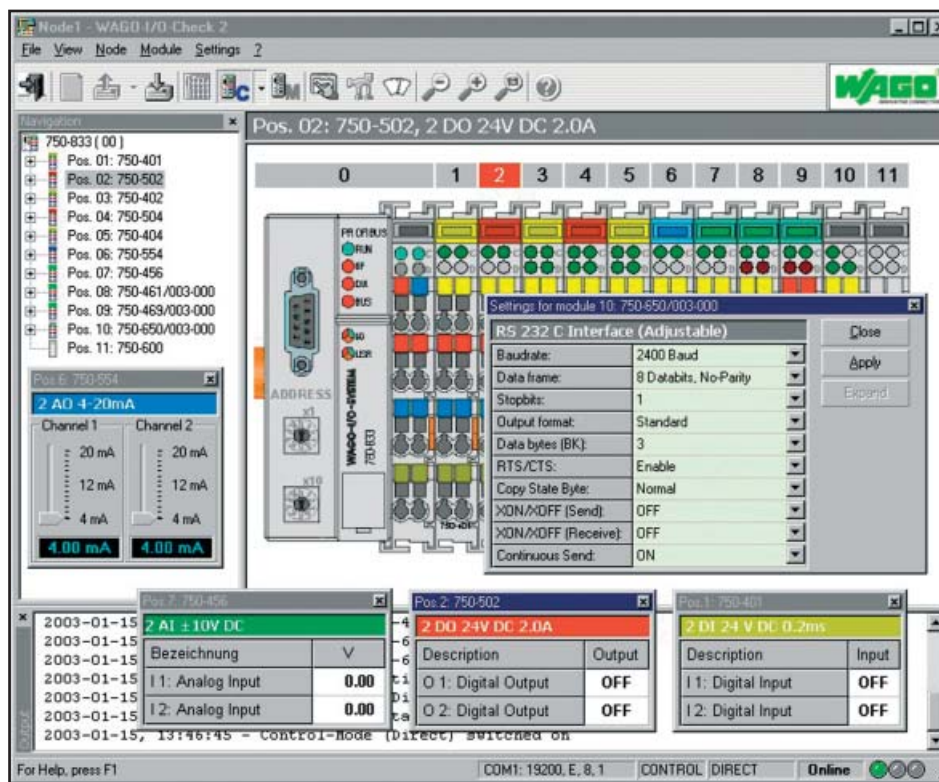 Node1 - WAGO-I/O-Check 2
File View Node Module Settings ?
WAGO
INNOVATIVE CONNECTIONS
Navigation
750-833 ( 00 )
Pos. 01: 750-401
Pos. 02: 750-502
Pos. 03: 750-402
Pos. 04: 750-504
Pos. 05: 750-404
Pos. 06: 750-554
Pos. 07: 750-456
Pos. 08: 750-461/003-000
Pos. 09: 750-469/003-000
Pos. 10: 750-650/003-000
Pos. 11: 750-600
Pos. 02: 750-502, 2 DO 24V DC 2.0A
0 1 2 3 4 5 6 7 8 9 10 11
PROFIBUS
RUN
BF
DIA
BUS
I/O
USR
ADDRESS
x1
x10
WAGO-I/O-SYSTEM
750-833
Settings for module 10: 750-650/003-000
RS 232 C Interface (Adjustable)
Baudrate: 2400 Baud
Data frame: 8 Databits, No-Parity
Stopbits: 1
Output format: Standard
Data bytes (BK): 3
RTS/CTS: Enable
Copy State Byte: Normal
XON/XOFF (Send): OFF
XON/XOFF (Receive): OFF
Continuous Send: ON
Close
Apply
Expand
Pos.6: 750-554
2 AO 4-20mA
Channel 1 Channel 2
20 mA 20 mA
12 mA 12 mA
4 mA 4 mA
4.00 mA 4.00 mA
Pos.7: 750-456
2 AI ±10V DC
Bezeichnung V
I 1: Analog Input 0.00
I 2: Analog Input 0.00
Pos.2: 750-502
2 DO 24V DC 2.0A
Description Output
O 1: Digital Output OFF
O 2: Digital Output OFF
Pos.1: 750-401
2 DI 24 V DC 0.2ms
Description Input
I 1: Digital Input OFF
I 2: Digital Input OFF
Output
2003-01-15
2003-01-15
2003-01-15
2003-01-15
2003-01-15
2003-01-15
2003-01-15, 13:46:45 - Control-Mode (Direct) switched on
For Help, press F1
COM1: 19200, E, 8, 1 CONTROL DIRECT Online